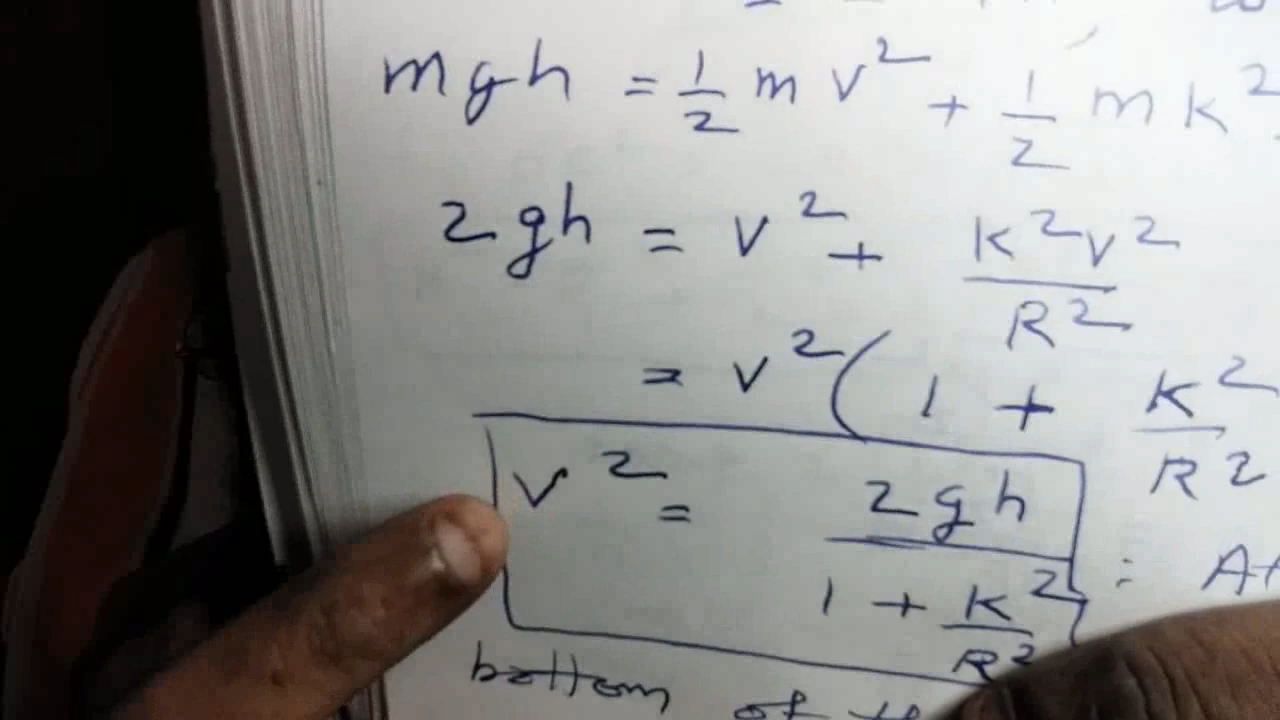 mgh = 1/2 m v² + 1/2 m k²
2gh = v² + k²v²/R²
= v² ( 1 + k²/R²
v² = 2gh / 1 + k²/R² :
bottom of